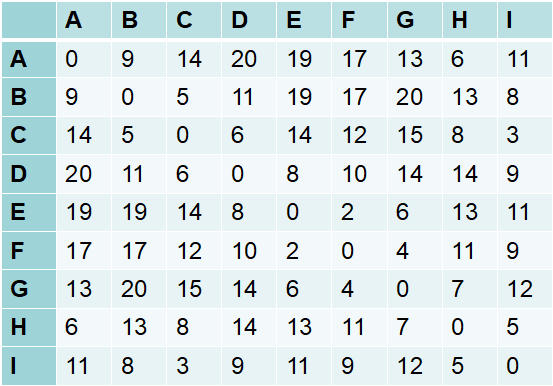 A B C D E F G H I
A 0 9 14 20 19 17 13 6 11
B 9 0 5 11 19 17 20 13 8
C 14 5 0 6 14 12 15 8 3
D 20 11 6 0 8 10 14 14 9
E 19 19 14 8 0 2 6 13 11
F 17 17 12 10 2 0 4 11 9
G 13 20 15 14 6 4 0 7 12
H 6 13 8 14 13 11 7 0 5
I 11 8 3 9 11 9 12 5 0